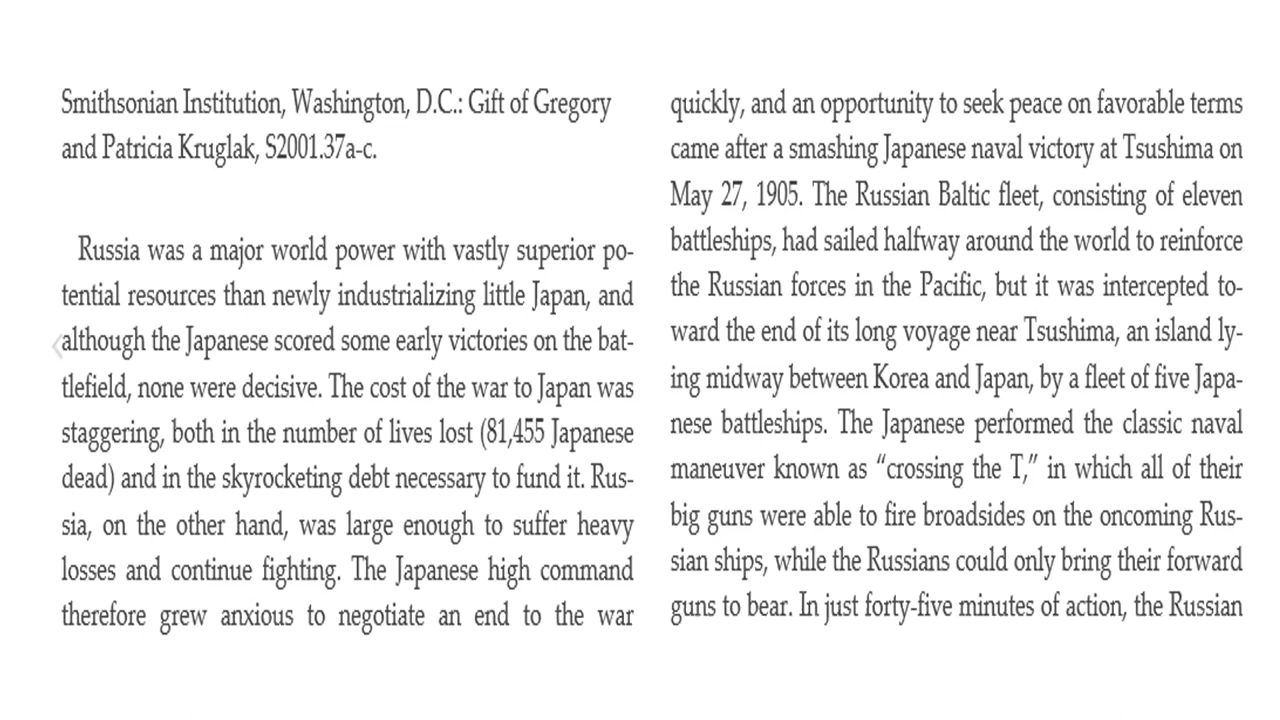 Smithsonian Institution, Washington, D.C.: Gift of Gregory
and Patricia Kruglak, S2001.37a-c.
Russia was a major world power with vastly superior po-
tential resources than newly industrializing little Japan, and
although the Japanese scored some early victories on the bat-
tlefield, none were decisive. The cost of the war to Japan was
staggering, both in the number of lives lost (81,455 Japanese
dead) and in the skyrocketing debt necessary to fund it. Rus-
sia, on the other hand, was large enough to suffer heavy
losses and continue fighting. The Japanese high command
therefore grew anxious to negotiate an end to the war
quickly, and an opportunity to seek peace on favorable terms
came after a smashing Japanese naval victory at Tsushima on
May 27, 1905. The Russian Baltic fleet, consisting of eleven
battleships, had sailed halfway around the world to reinforce
the Russian forces in the Pacific, but it was intercepted to-
ward the end of its long voyage near Tsushima, an island ly-
ing midway between Korea and Japan, by a fleet of five Japa-
nese battleships. The Japanese performed the classic naval
maneuver known as “crossing the T,” in which all of their
big guns were able to fire broadsides on the oncoming Rus-
sian ships, while the Russians could only bring their forward
guns to bear. In just forty-five minutes of action, the Russian